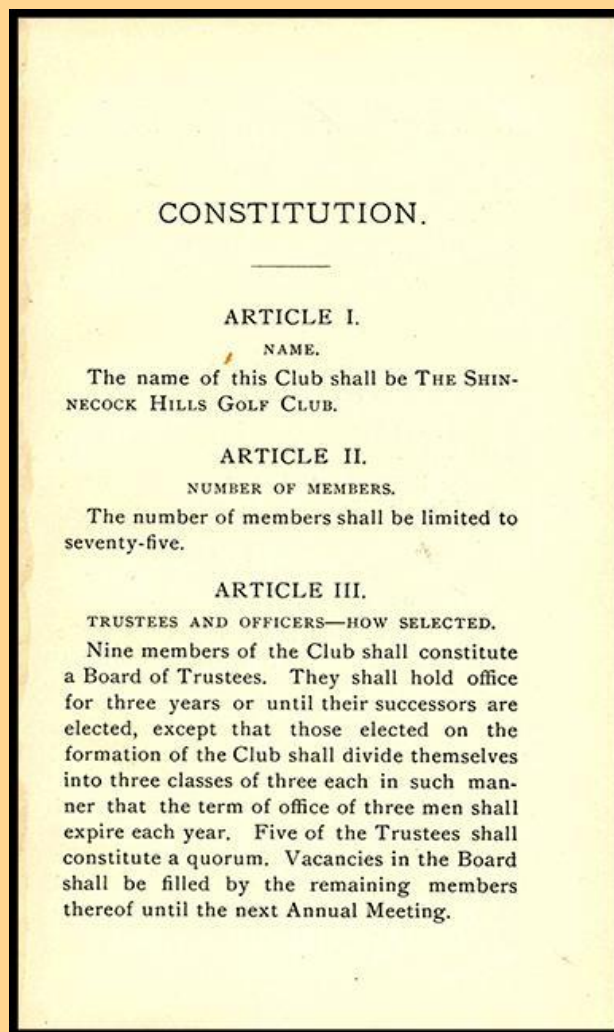 CONSTITUTION.
ARTICLE I.
NAME.
The name of this Club shall be THE SHIN-
NECOCK HILLS GOLF CLUB.
ARTICLE II.
NUMBER OF MEMBERS.
The number of members shall be limited to
seventy-five.
ARTICLE III.
TRUSTEES AND OFFICERS—HOW SELECTED.
Nine members of the Club shall constitute
a Board of Trustees. They shall hold office
for three years or until their successors are
elected, except that those elected on the
formation of the Club shall divide themselves
into three classes of three each in such man-
ner that the term of office of three men shall
expire each year. Five of the Trustees shall
constitute a quorum. Vacancies in the Board
shall be filled by the remaining members
thereof until the next Annual Meeting.